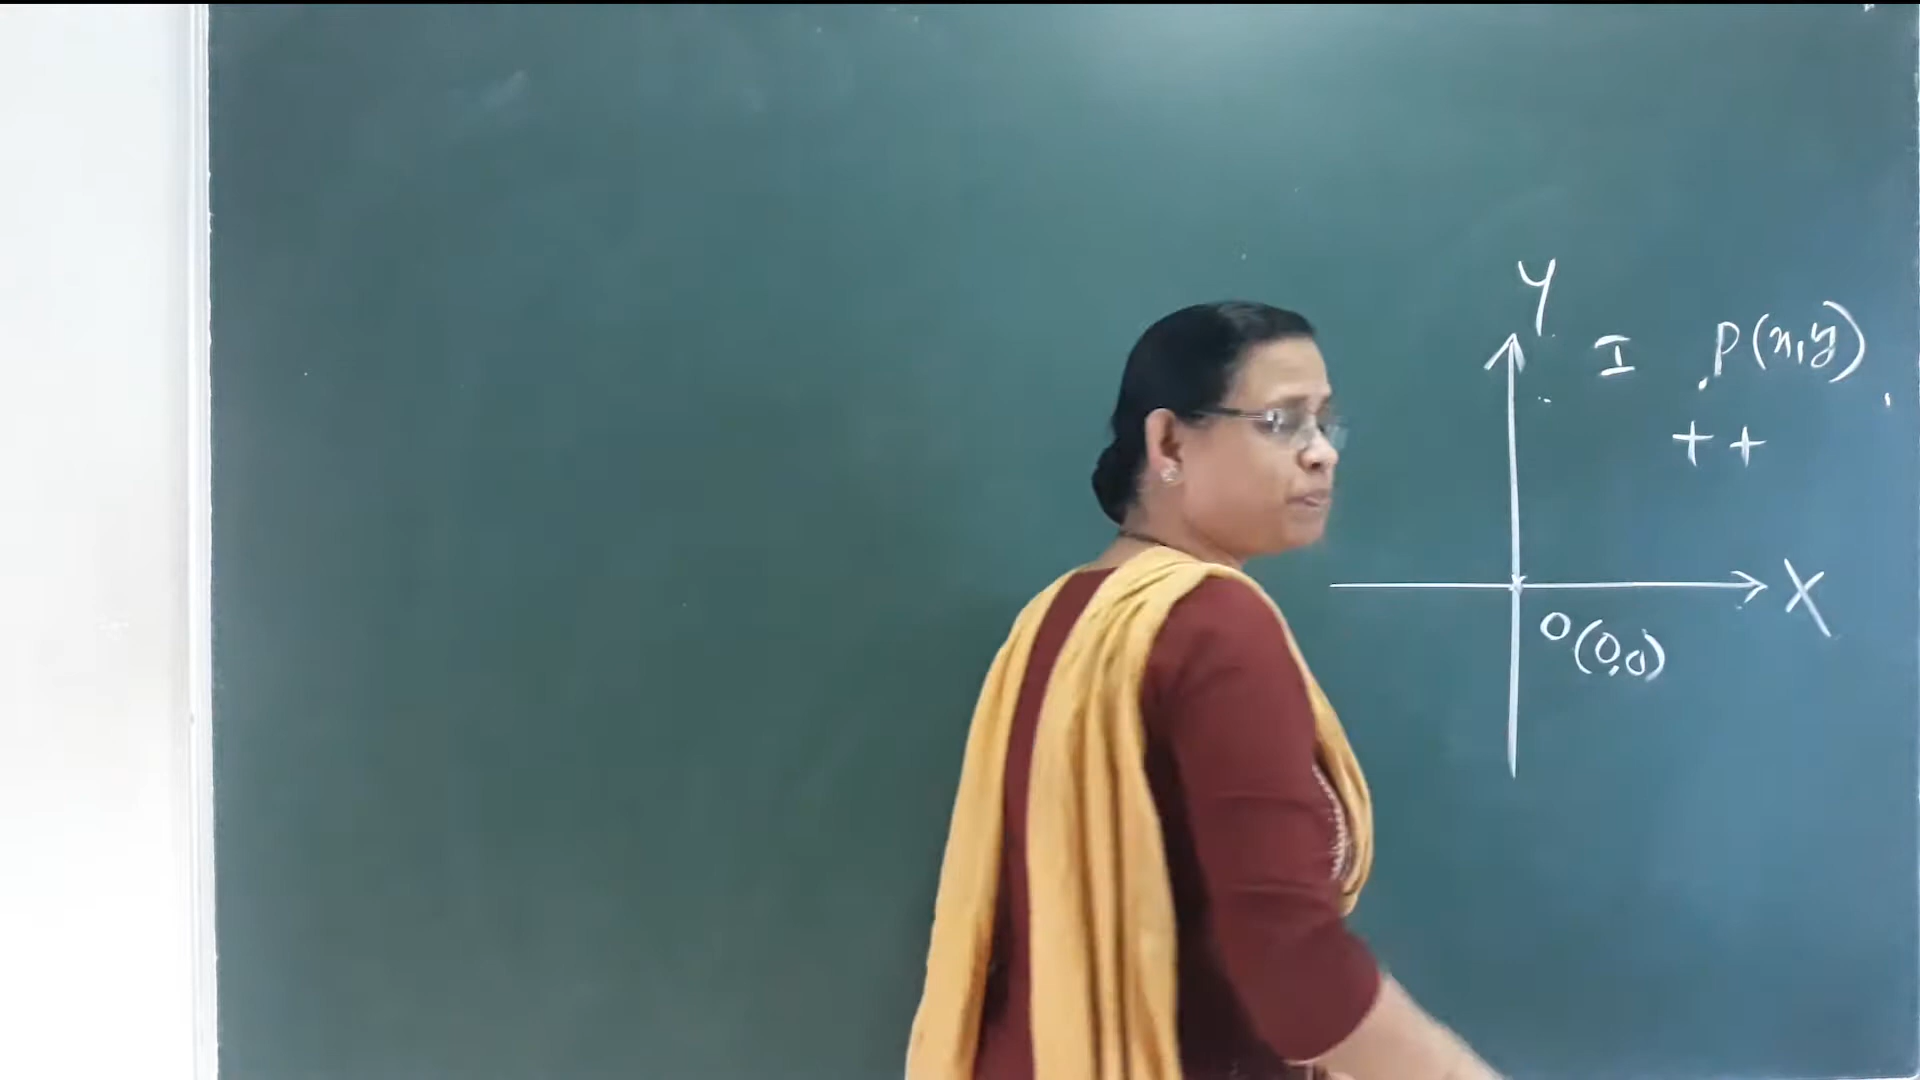 Y
I P(x,y)
+ +
X
O(0,0)